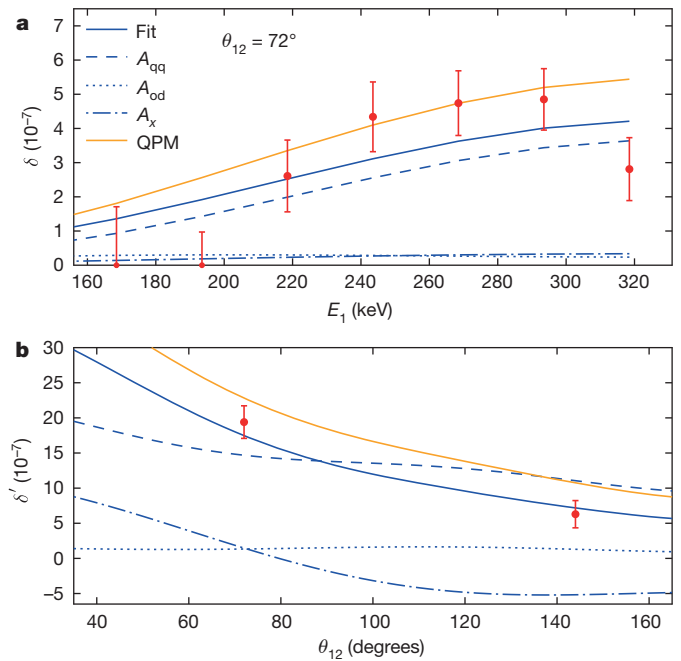 a
Fit
A_qq
A_od
A_x
QPM
θ₁₂ = 72°
δ (10⁻⁷)
7
6
5
4
3
2
1
0
160 180 200 220 240 260 280 300 320
E₁ (keV)
b
δ′ (10⁻⁷)
30
25
20
15
10
5
0
−5
40 60 80 100 120 140 160
θ₁₂ (degrees)